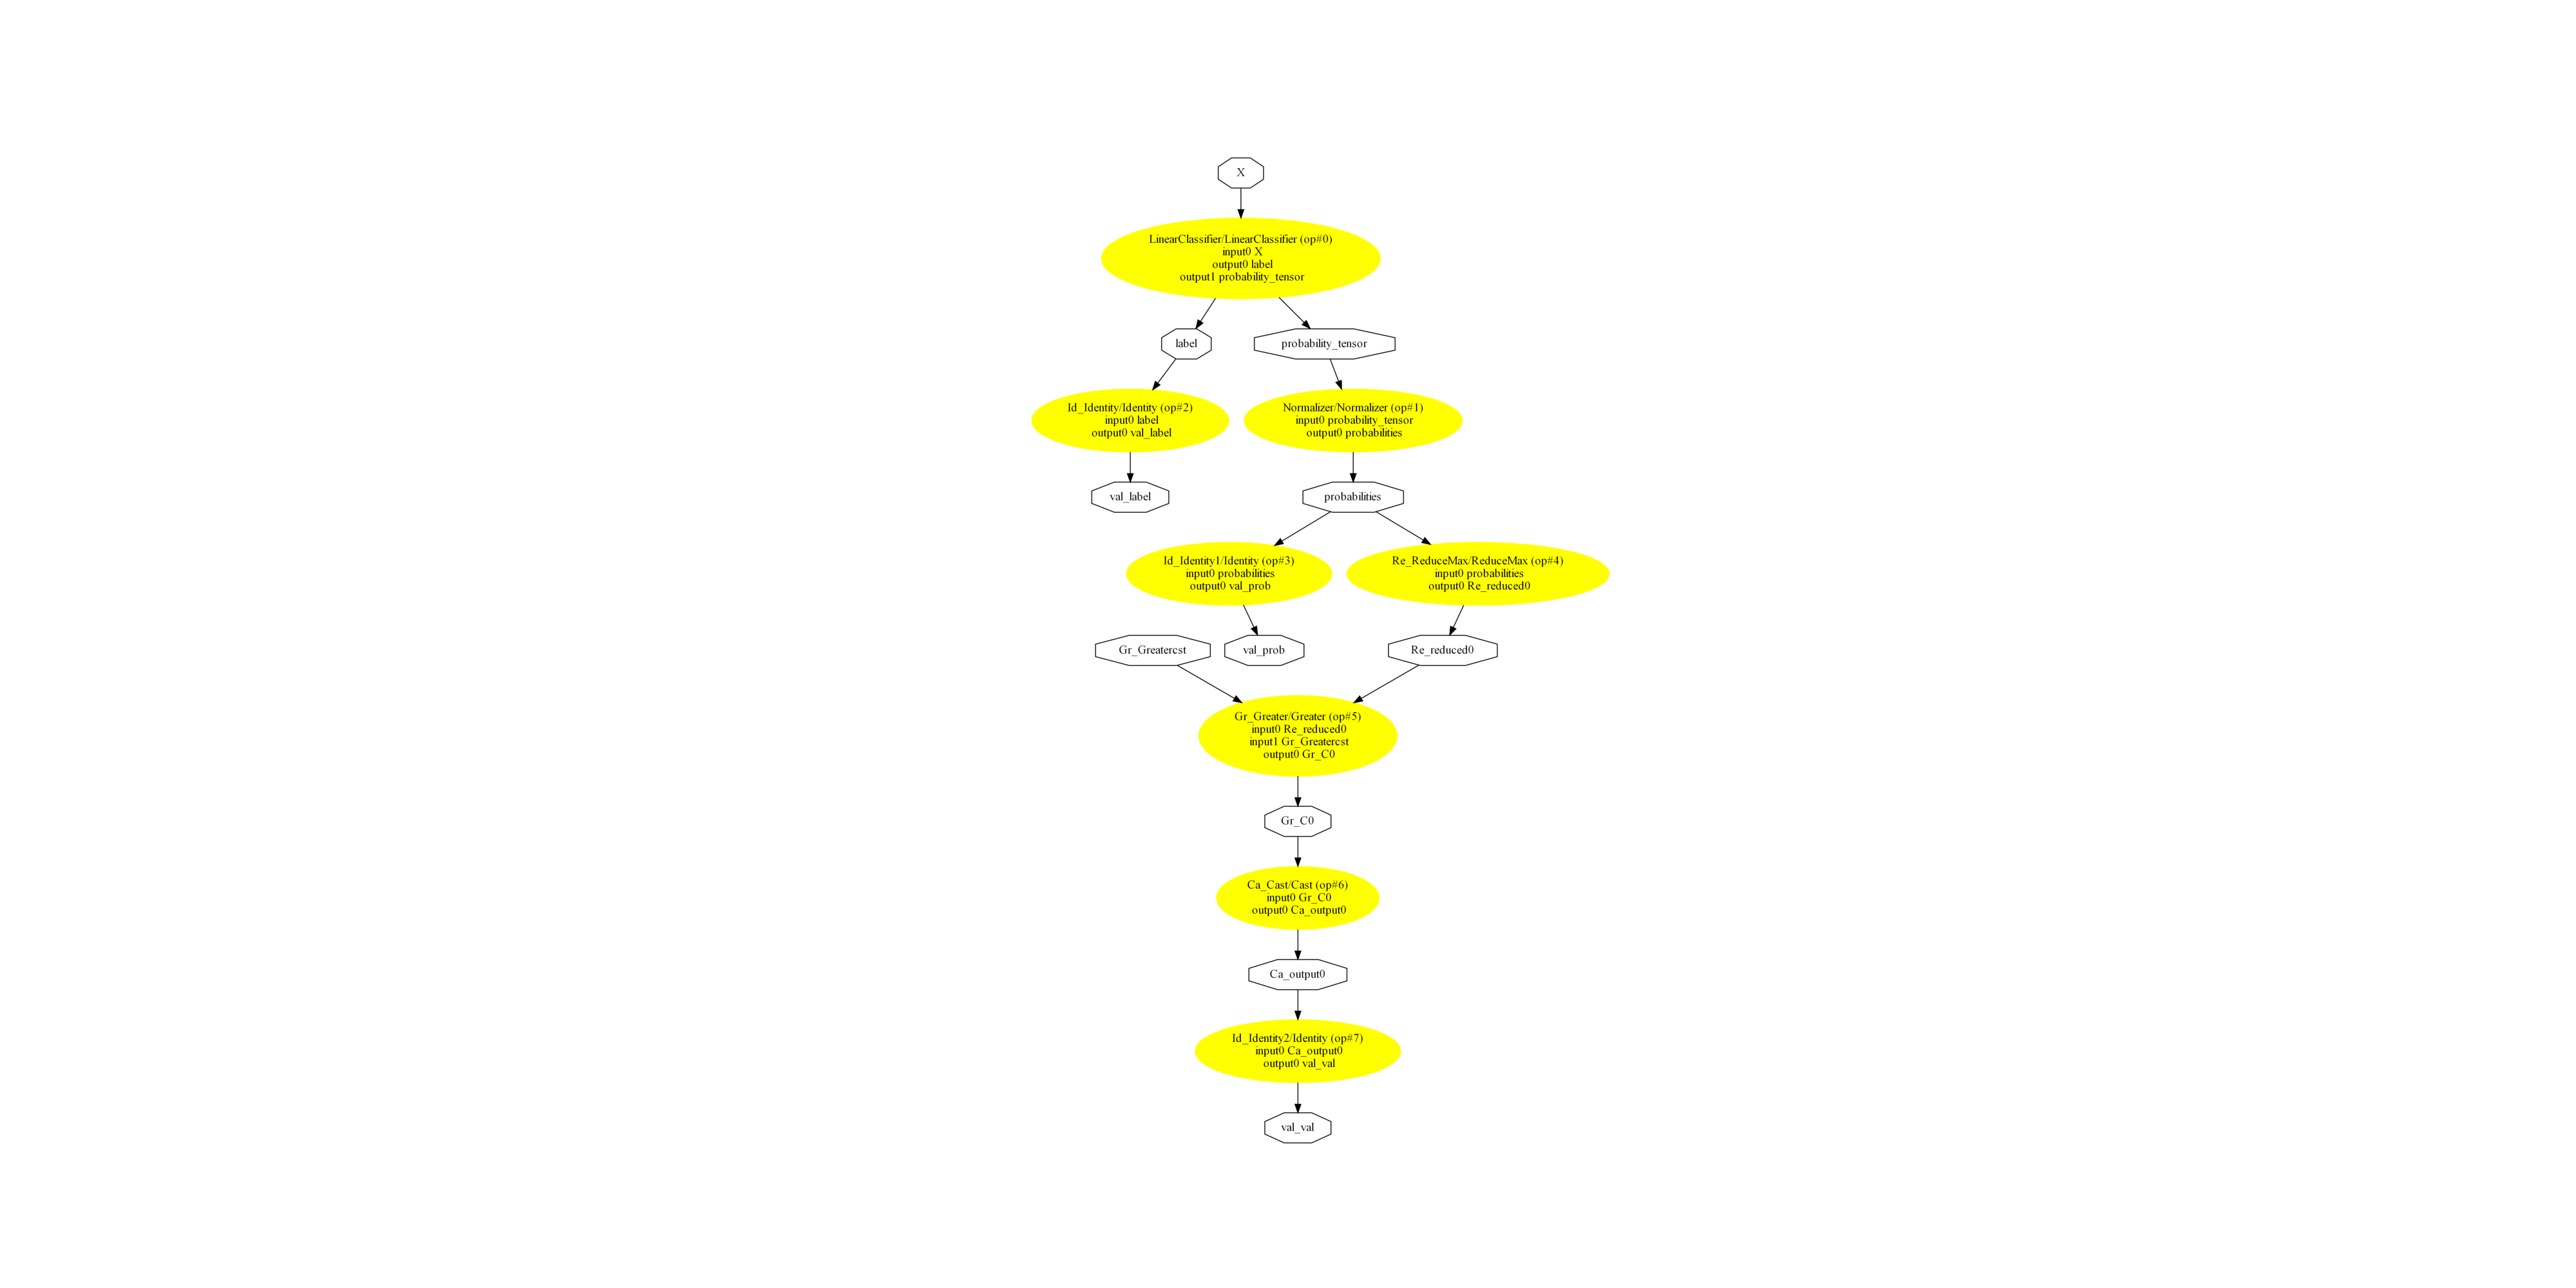 X
LinearClassifier/LinearClassifier (op#0)
input0 X
output0 label
output1 probability_tensor
label
probability_tensor
Id_Identity/Identity (op#2)
input0 label
output0 val_label
Normalizer/Normalizer (op#1)
input0 probability_tensor
output0 probabilities
val_label
probabilities
Id_Identity1/Identity (op#3)
input0 probabilities
output0 val_prob
Re_ReduceMax/ReduceMax (op#4)
input0 probabilities
output0 Re_reduced0
Gr_Greatercst
val_prob
Re_reduced0
Gr_Greater/Greater (op#5)
input0 Re_reduced0
input1 Gr_Greatercst
output0 Gr_C0
Gr_C0
Ca_Cast/Cast (op#6)
input0 Gr_C0
output0 Ca_output0
Ca_output0
Id_Identity2/Identity (op#7)
input0 Ca_output0
output0 val_val
val_val